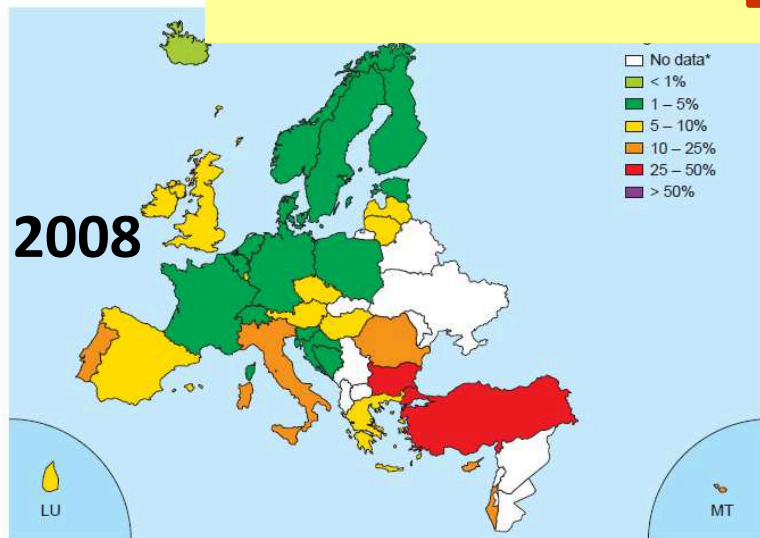 No data*
< 1%
1 – 5%
5 – 10%
10 – 25%
25 – 50%
> 50%
2008
LU
MT